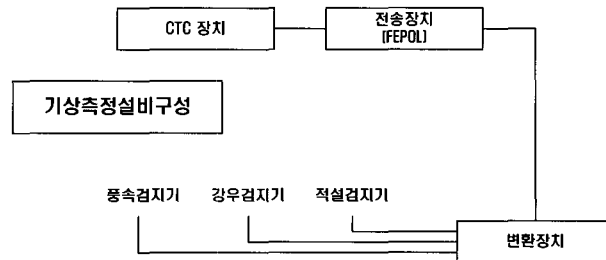 CTC 장치
전송장치
(FEPOL)
기상측정설비구성
풍속검지기
강우검지기
적설검지기
변환장치